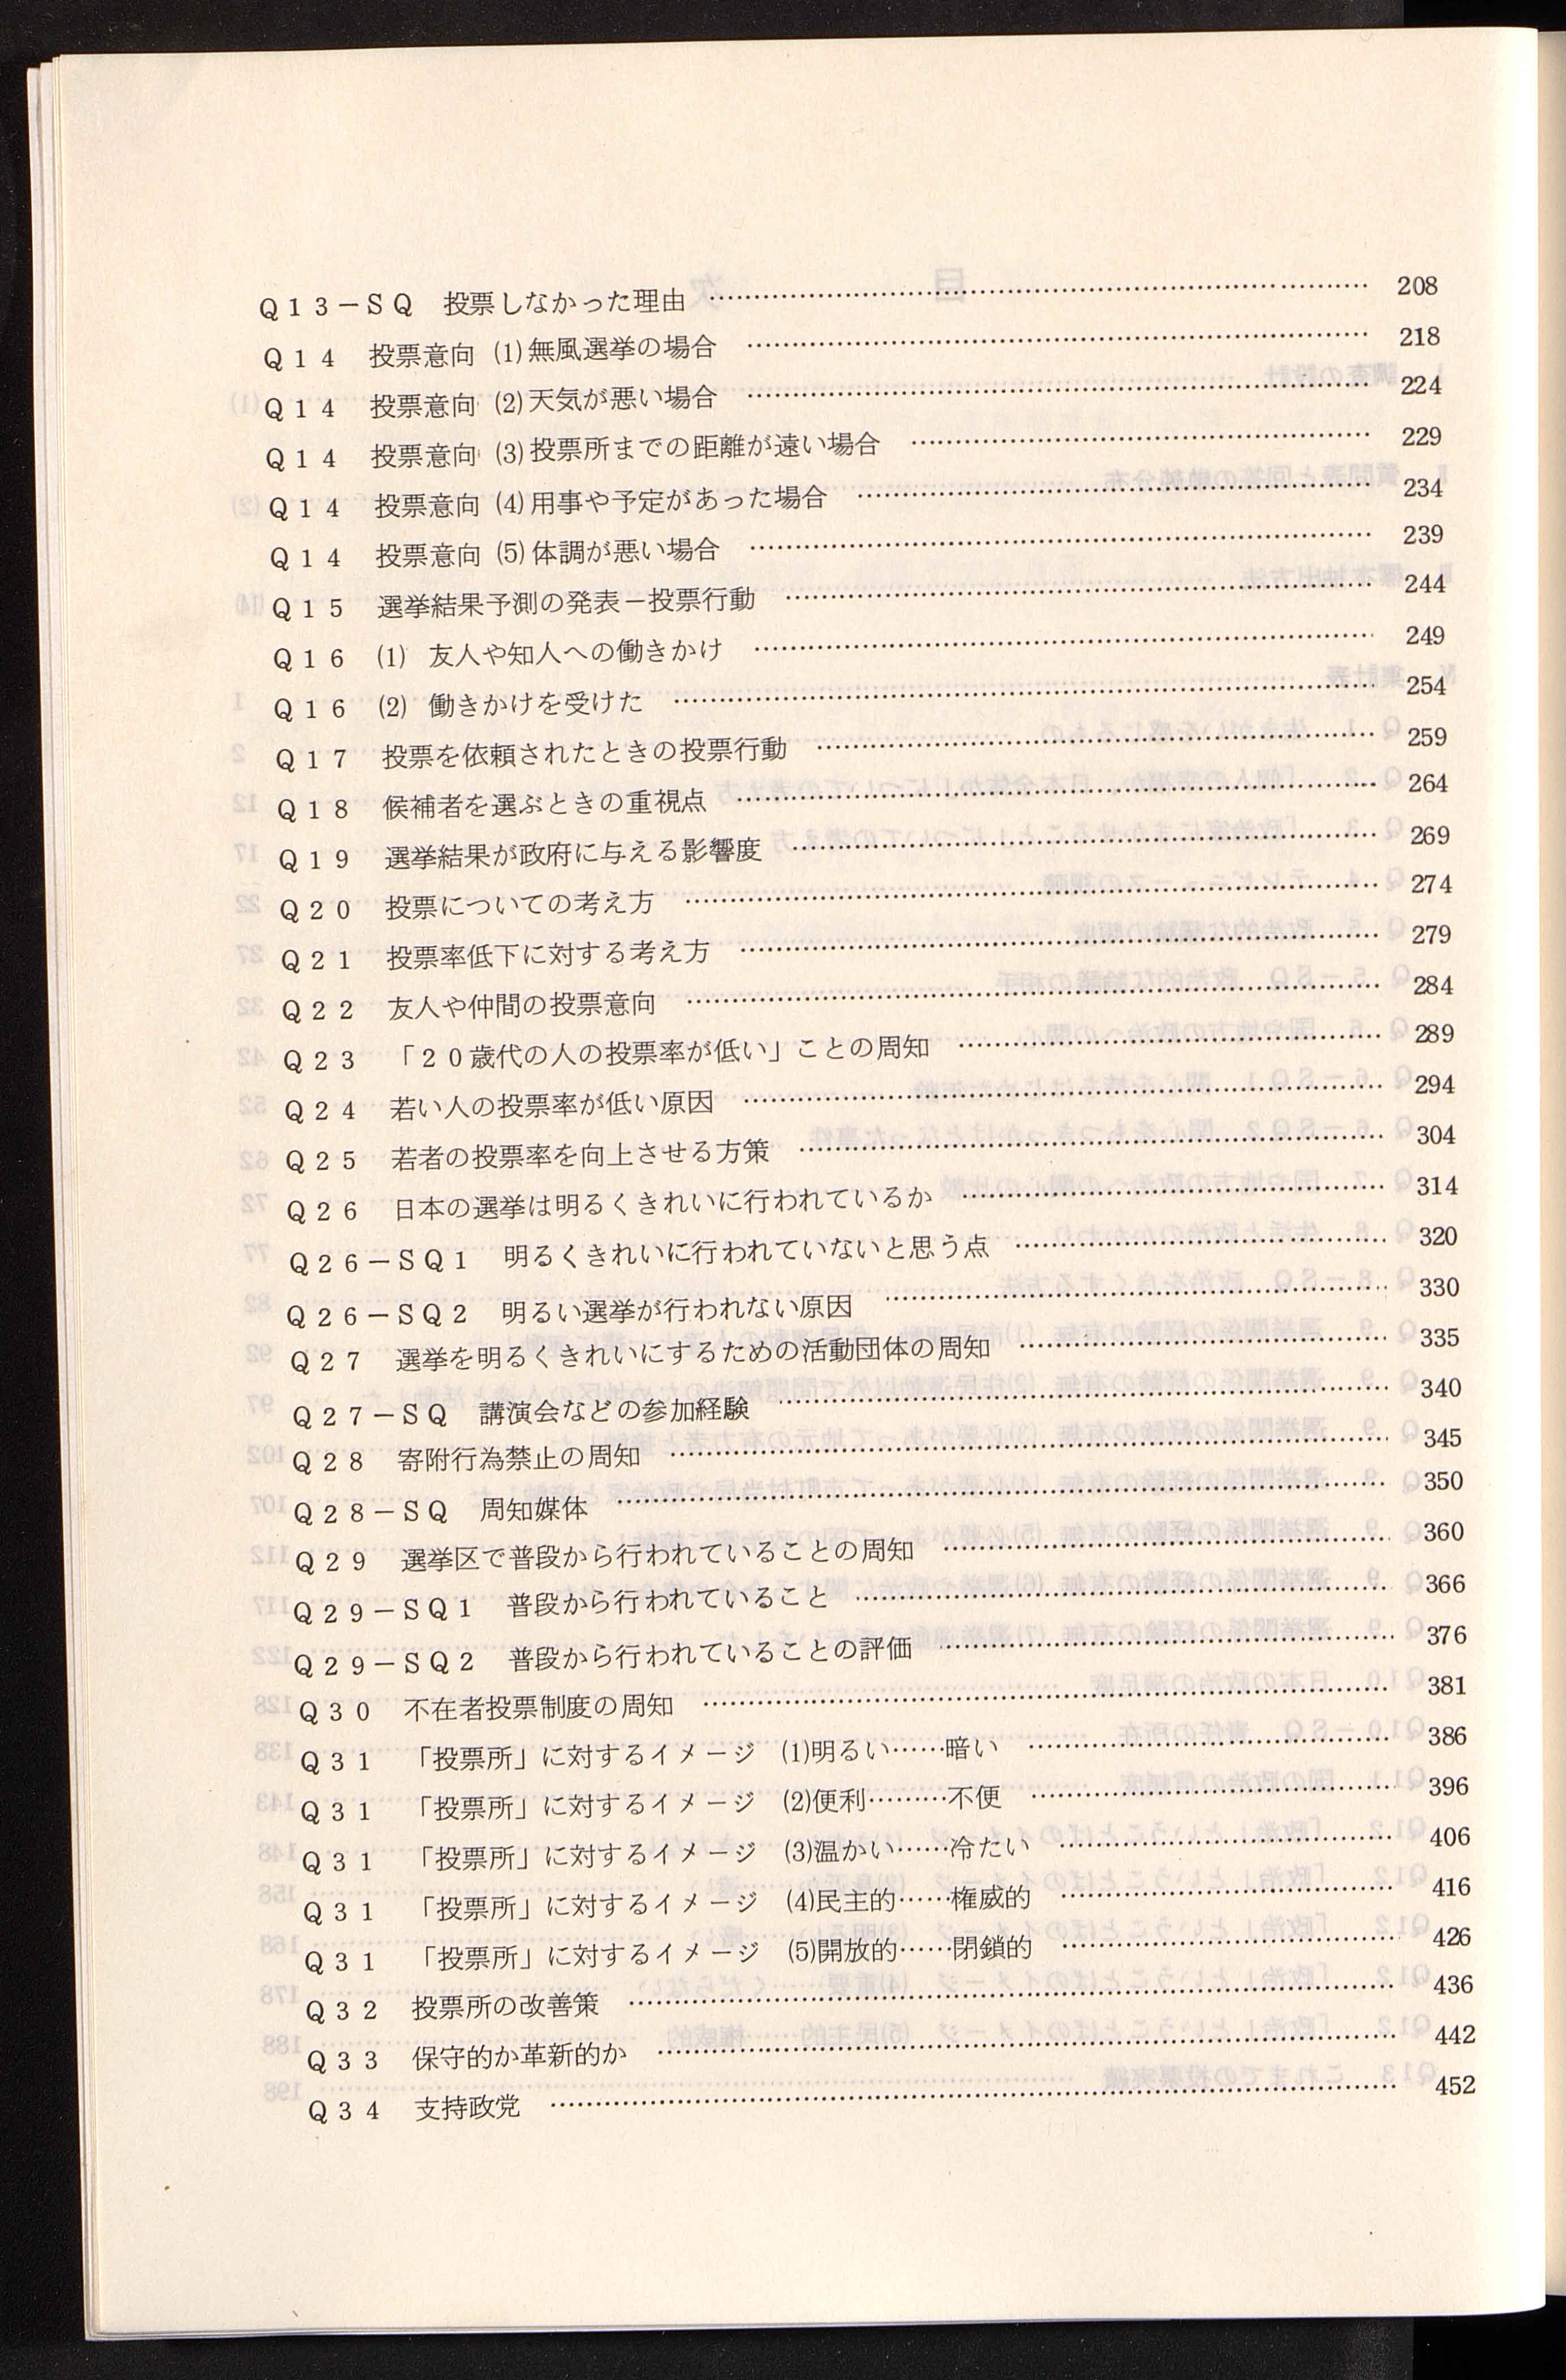 Q13－SQ　投票しなかった理由 …… 208
Q14　投票意向 (1)無風選挙の場合 …… 218
Q14　投票意向 (2)天気が悪い場合 …… 224
Q14　投票意向 (3)投票所までの距離が遠い場合 …… 229
Q14　投票意向 (4)用事や予定があった場合 …… 234
Q14　投票意向 (5)体調が悪い場合 …… 239
Q15　選挙結果予測の発表－投票行動 …… 244
Q16　(1) 友人や知人への働きかけ …… 249
Q16　(2) 働きかけを受けた …… 254
Q17　投票を依頼されたときの投票行動 …… 259
Q18　候補者を選ぶときの重視点 …… 264
Q19　選挙結果が政府に与える影響度 …… 269
Q20　投票についての考え方 …… 274
Q21　投票率低下に対する考え方 …… 279
Q22　友人や仲間の投票意向 …… 284
Q23　「20歳代の人の投票率が低い」ことの周知 …… 289
Q24　若い人の投票率が低い原因 …… 294
Q25　若者の投票率を向上させる方策 …… 304
Q26　日本の選挙は明るくきれいに行われているか …… 314
Q26－SQ1　明るくきれいに行われていないと思う点 …… 320
Q26－SQ2　明るい選挙が行われない原因 …… 330
Q27　選挙を明るくきれいにするための活動団体の周知 …… 335
Q27－SQ　講演会などの参加経験 …… 340
Q28　寄附行為禁止の周知 …… 345
Q28－SQ　周知媒体 …… 350
Q29　選挙区で普段から行われていることの周知 …… 360
Q29－SQ1　普段から行われていること …… 366
Q29－SQ2　普段から行われていることの評価 …… 376
Q30　不在者投票制度の周知 …… 381
Q31　「投票所」に対するイメージ　(1)明るい……暗い …… 386
Q31　「投票所」に対するイメージ　(2)便利………不便 …… 396
Q31　「投票所」に対するイメージ　(3)温かい……冷たい …… 406
Q31　「投票所」に対するイメージ　(4)民主的……権威的 …… 416
Q31　「投票所」に対するイメージ　(5)開放的……閉鎖的 …… 426
Q32　投票所の改善策 …… 436
Q33　保守的か革新的か …… 442
Q34　支持政党 …… 452